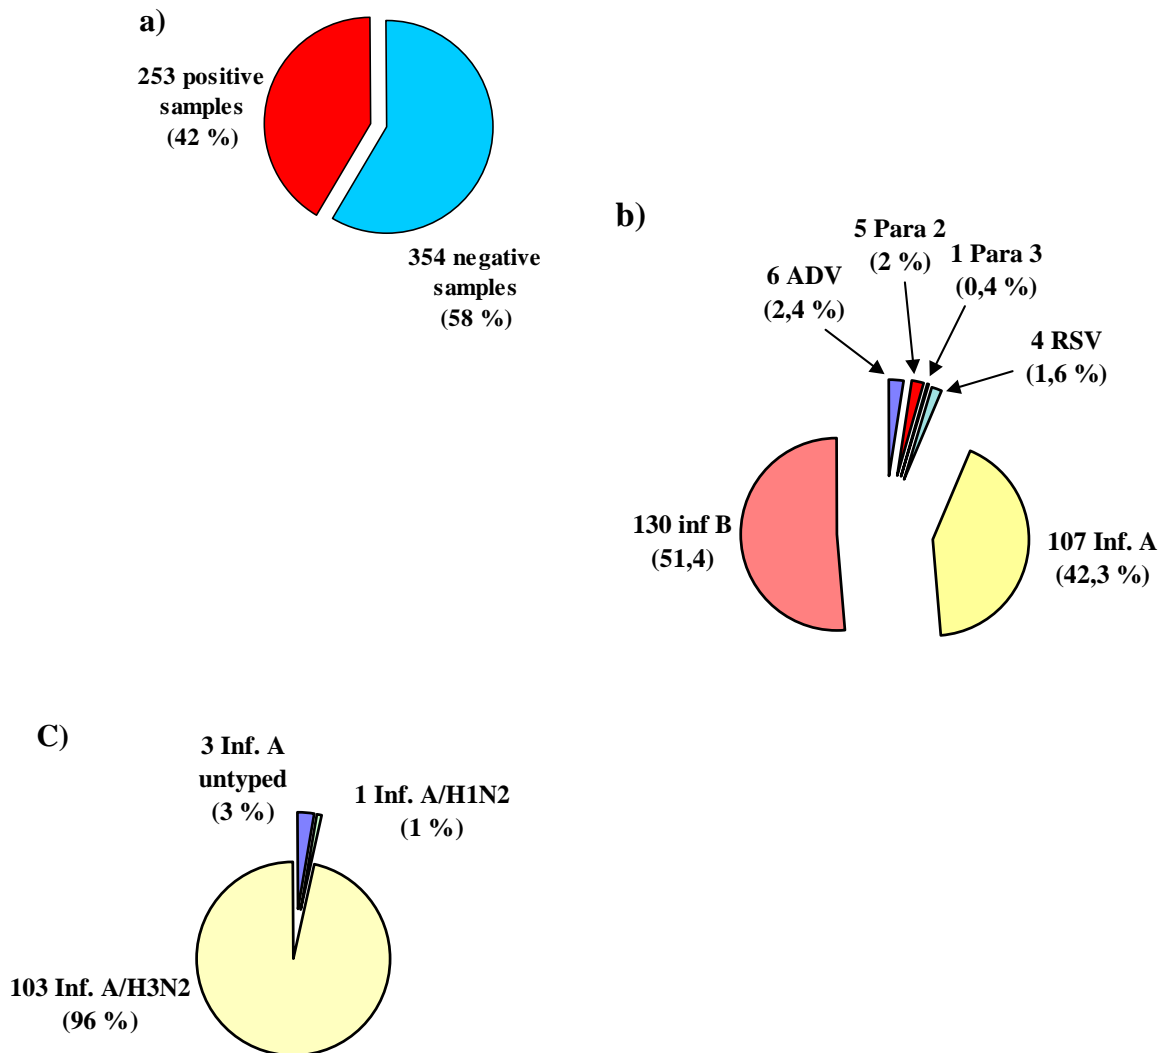 a)
253 positive
samples
(42 %)
354 negative
samples
(58 %)
b)
6 ADV
(2,4 %)
5 Para 2
(2 %)
1 Para 3
(0,4 %)
4 RSV
(1,6 %)
130 inf B
(51,4)
107 Inf. A
(42,3 %)
C)
3 Inf. A
untyped
(3 %)
1 Inf. A/H1N2
(1 %)
103 Inf. A/H3N2
(96 %)